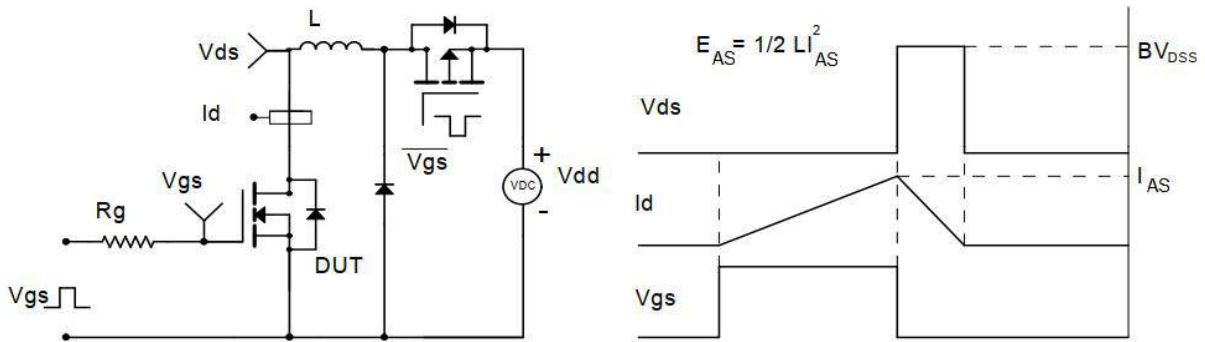 L
Vds
Id
Vgs
Vgs
Rg
DUT
Vgs
VDC
+
Vdd
-
E_AS = 1/2 LI²_AS
BV_DSS
Vds
I_AS
Id
Vgs